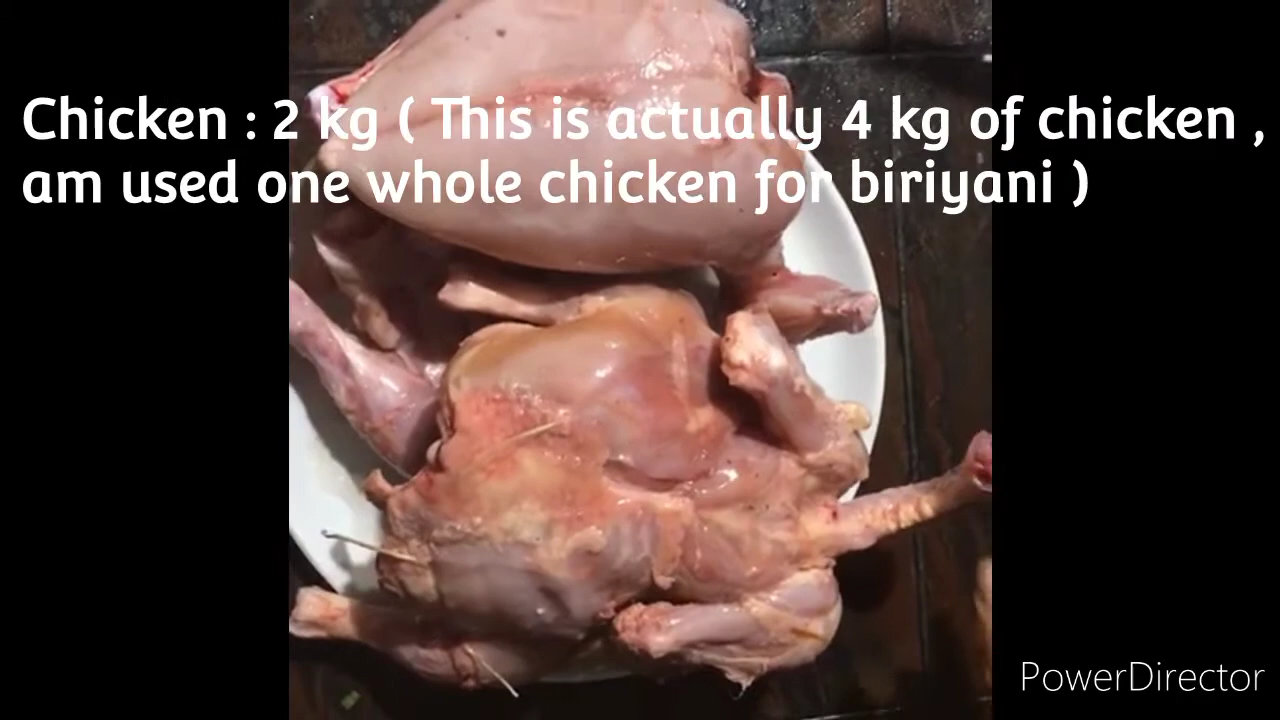 Chicken : 2 kg ( This is actually 4 kg of chicken ,
am used one whole chicken for biriyani )
PowerDirector